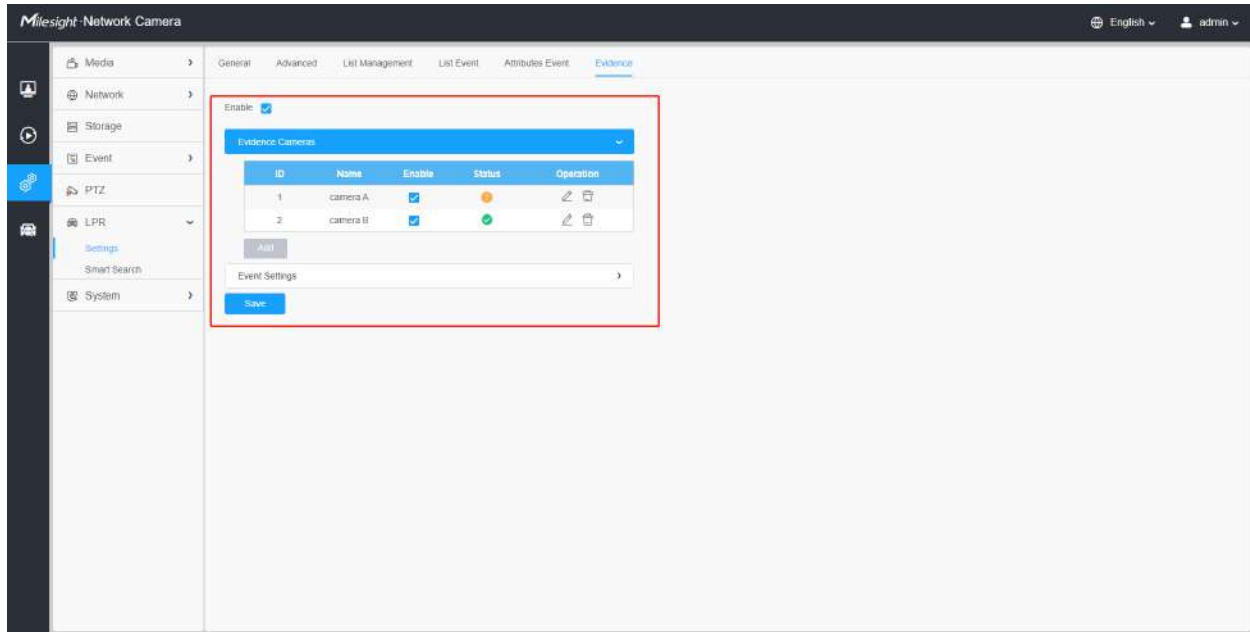 Milesight Network Camera
English
admin
Media
Network
Storage
Event
PTZ
LPR
Settings
Smart Search
System
General Advanced List Management List Event Attributes Event Evidence
Enable
Evidence Cameras
ID Name Enable Status Operation
1 camera A
2 camera B
Add
Event Settings
Save